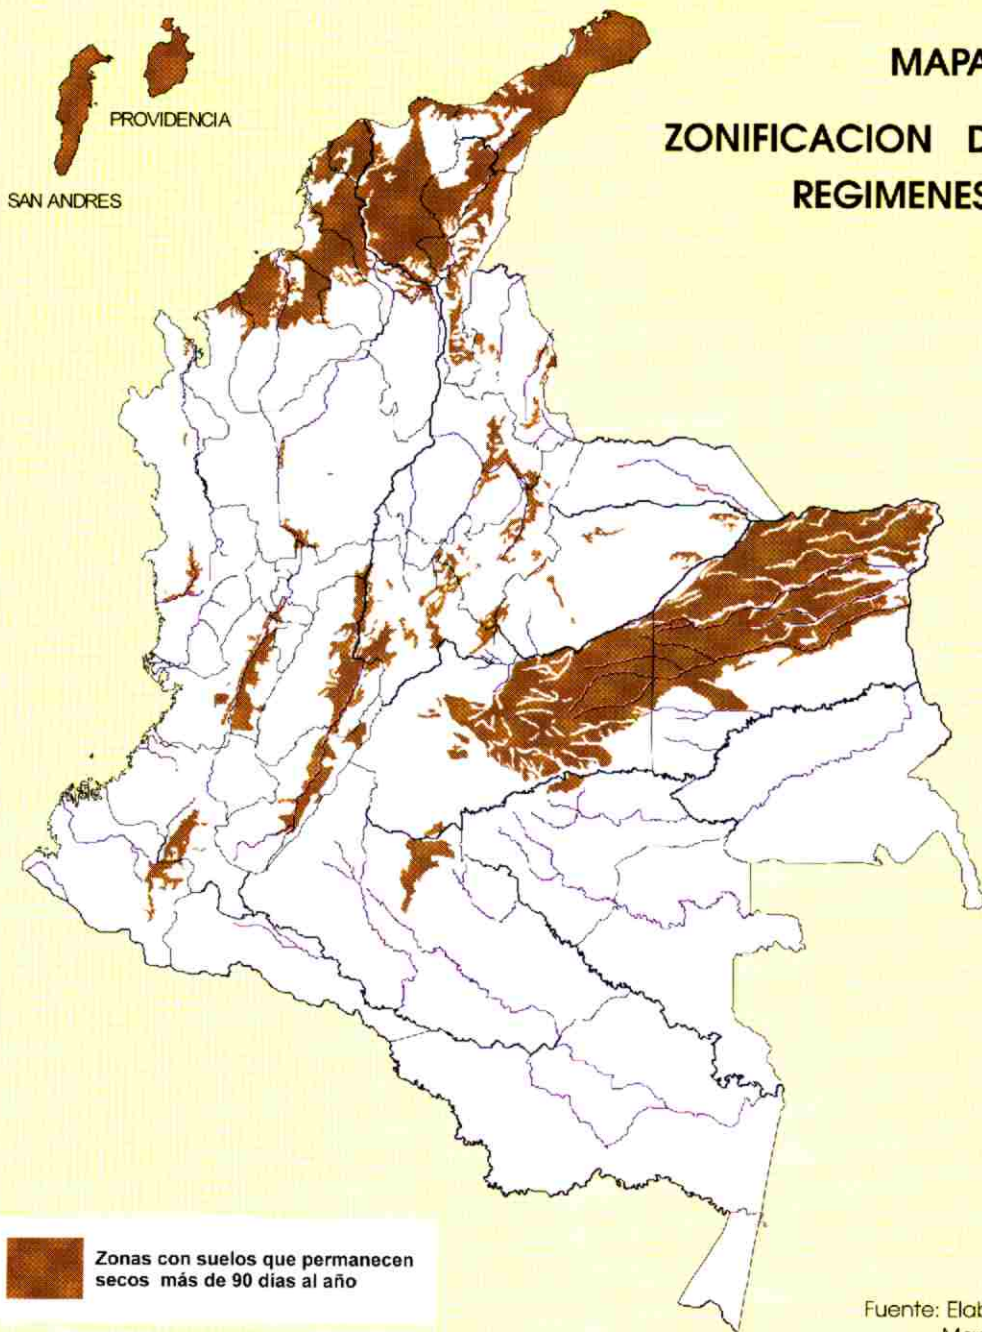 MAPA
ZONIFICACION D
REGIMENES
PROVIDENCIA
SAN ANDRES
Zonas con suelos que permanecen
secos más de 90 dias al año
Fuente: Elab